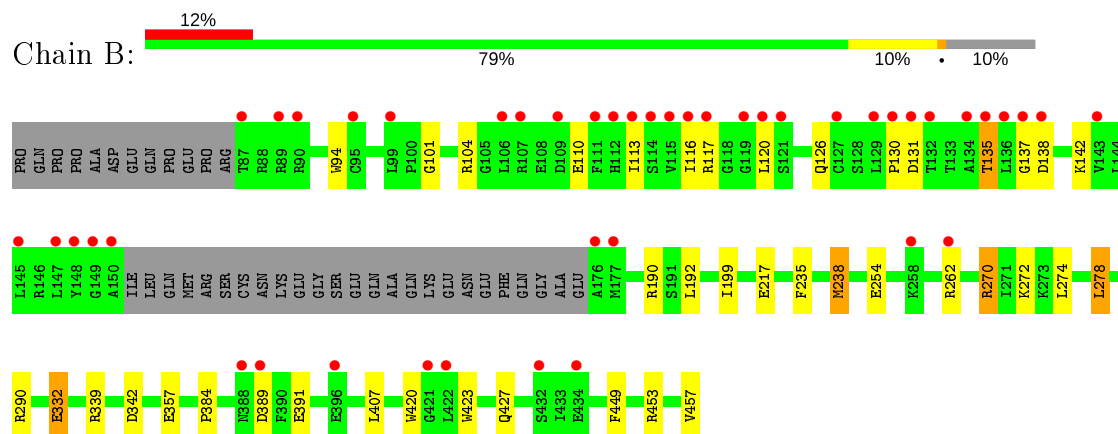 Chain B:
12%
79%
10%
•
10%
PRO GLN PRO PRO ALA ASP GLU GLN PRO GLU PRO PRO ARG T87 R88 R89 R90 W94 C95 L99 P100 G101 R104 G105 L106 R107 E108 D109 E110 F111 H112 I113 S114 V115 I116 R117 G118 G119 L120 S121 Q126 C127 S128 L129 P130 D131 T132 T133 A134 T135 L136 G137 D138 K142 V143 L144
L145 R146 L147 Y148 G149 A150 ILE LEU GLN MET ARG SER CYS ASN LYS GLU GLY SER GLU GLN ALA GLN LYS GLU ASN GLU PHE GLN GLY ALA GLU A176 M177 R190 S191 L192 I199 E217 F235 M238 E254 K258 R262 R270 I271 K272 K273 L274 L278
R290 E332 R339 D342 E357 P384 N388 D389 F390 E391 E396 L407 W420 G421 L422 W423 Q427 S432 I433 E434 F449 R453 V457